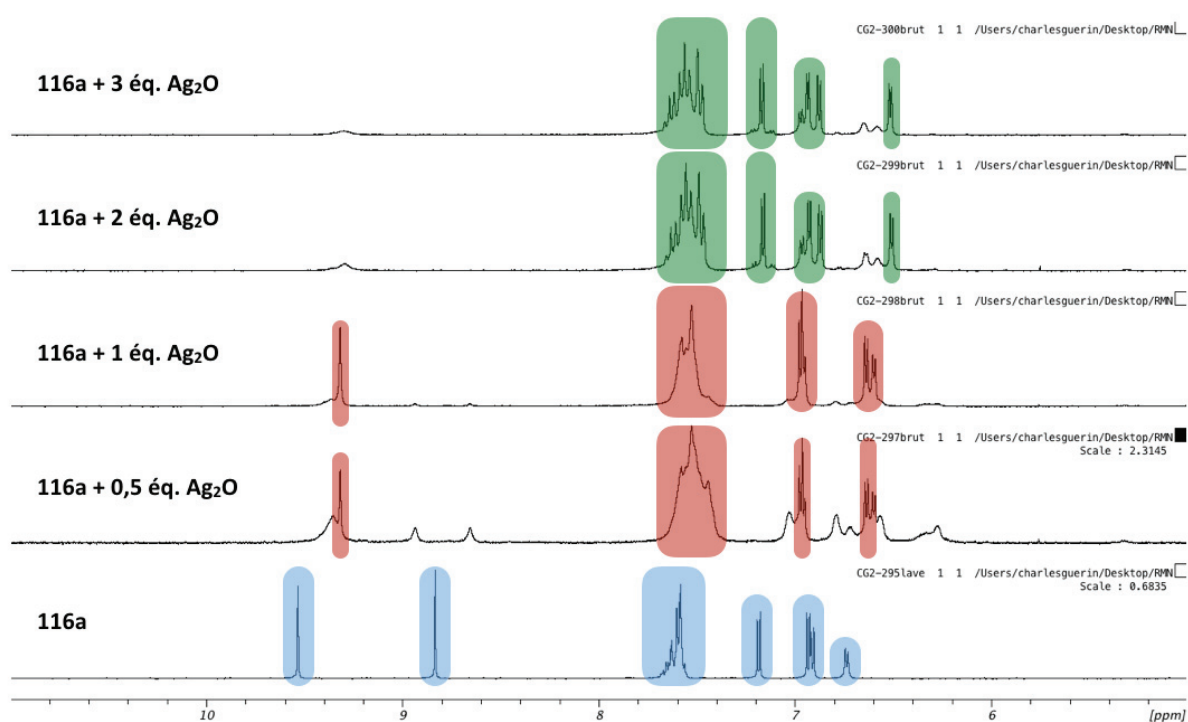 CG2-300brut 1 1 /Users/charlesguerin/Desktop/RMN
116a + 3 éq. Ag₂O
CG2-299brut 1 1 /Users/charlesguerin/Desktop/RMN
116a + 2 éq. Ag₂O
CG2-298brut 1 1 /Users/charlesguerin/Desktop/RMN
116a + 1 éq. Ag₂O
CG2-297brut 1 1 /Users/charlesguerin/Desktop/RMN
Scale : 2.3145
116a + 0,5 éq. Ag₂O
CG2-295lave 1 1 /Users/charlesguerin/Desktop/RMN
Scale : 0.6835
116a
10 9 8 7 6 [ppm]